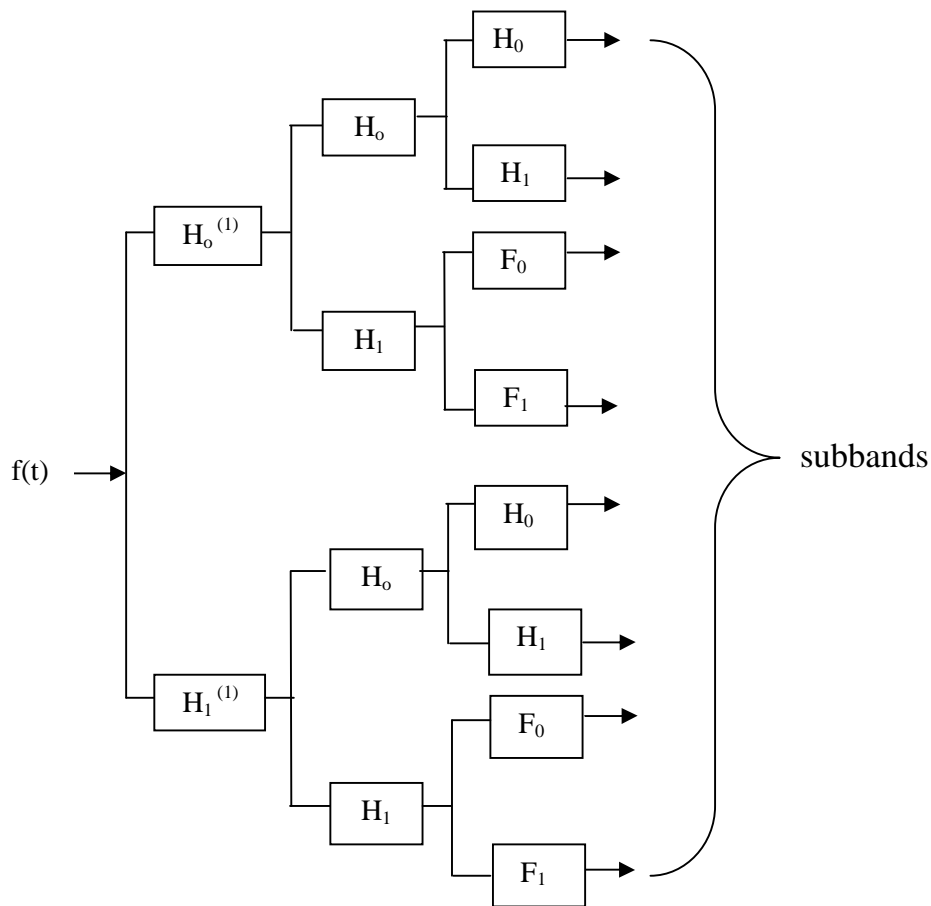 H₀
Hₒ
H₁
Hₒ⁽¹⁾
F₀
H₁
F₁
f(t)
subbands
H₀
Hₒ
H₁
H₁⁽¹⁾
F₀
H₁
F₁